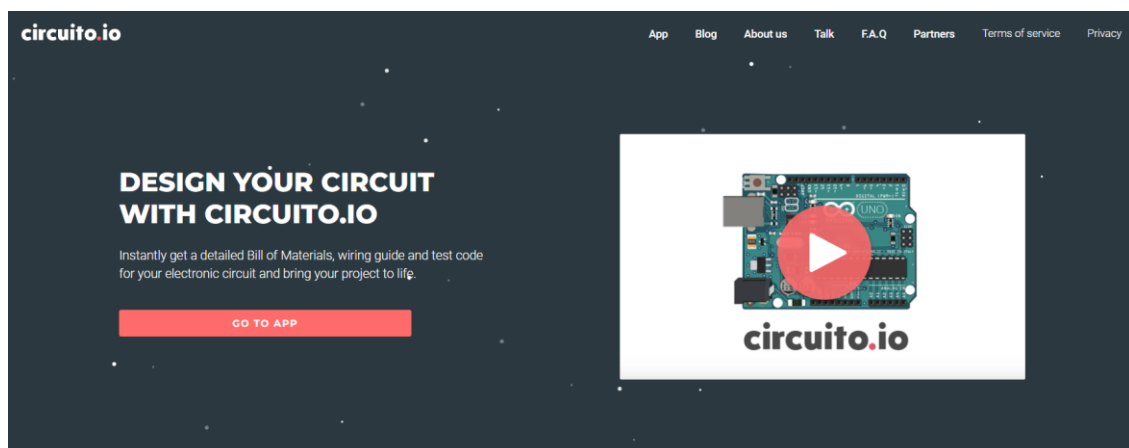 circuito.io
App Blog About us Talk F.A.Q Partners Terms of service Privacy
DESIGN YOUR CIRCUIT
WITH CIRCUITO.IO
Instantly get a detailed Bill of Materials, wiring guide and test code
for your electronic circuit and bring your project to life.
GO TO APP
DIGITAL (PWM~)
UNO
circuito.io